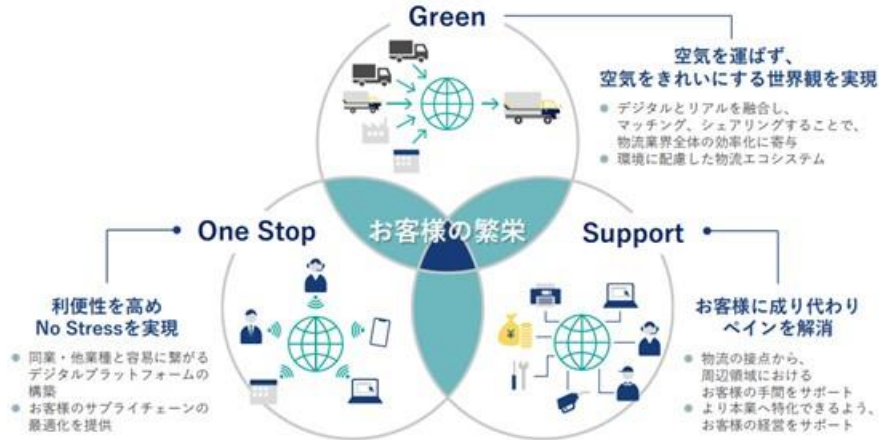 Green
空気を運ばず、
空気をきれいにする世界観を実現
● デジタルとリアルを融合し、
マッチング、シェアリングすることで、
物流業界全体の効率化に寄与
● 環境に配慮した物流エコシステム
One Stop
お客様の繁栄
Support
利便性を高め
No Stressを実現
● 同業・他業種と容易に繋がる
デジタルプラットフォームの
構築
● お客様のサプライチェーンの
最適化を提供
¥
お客様に成り代わり
ペインを解消
● 物流の接点から、
周辺領域における
お客様の手間をサポート
● より本業へ特化できるよう、
お客様の経営をサポート